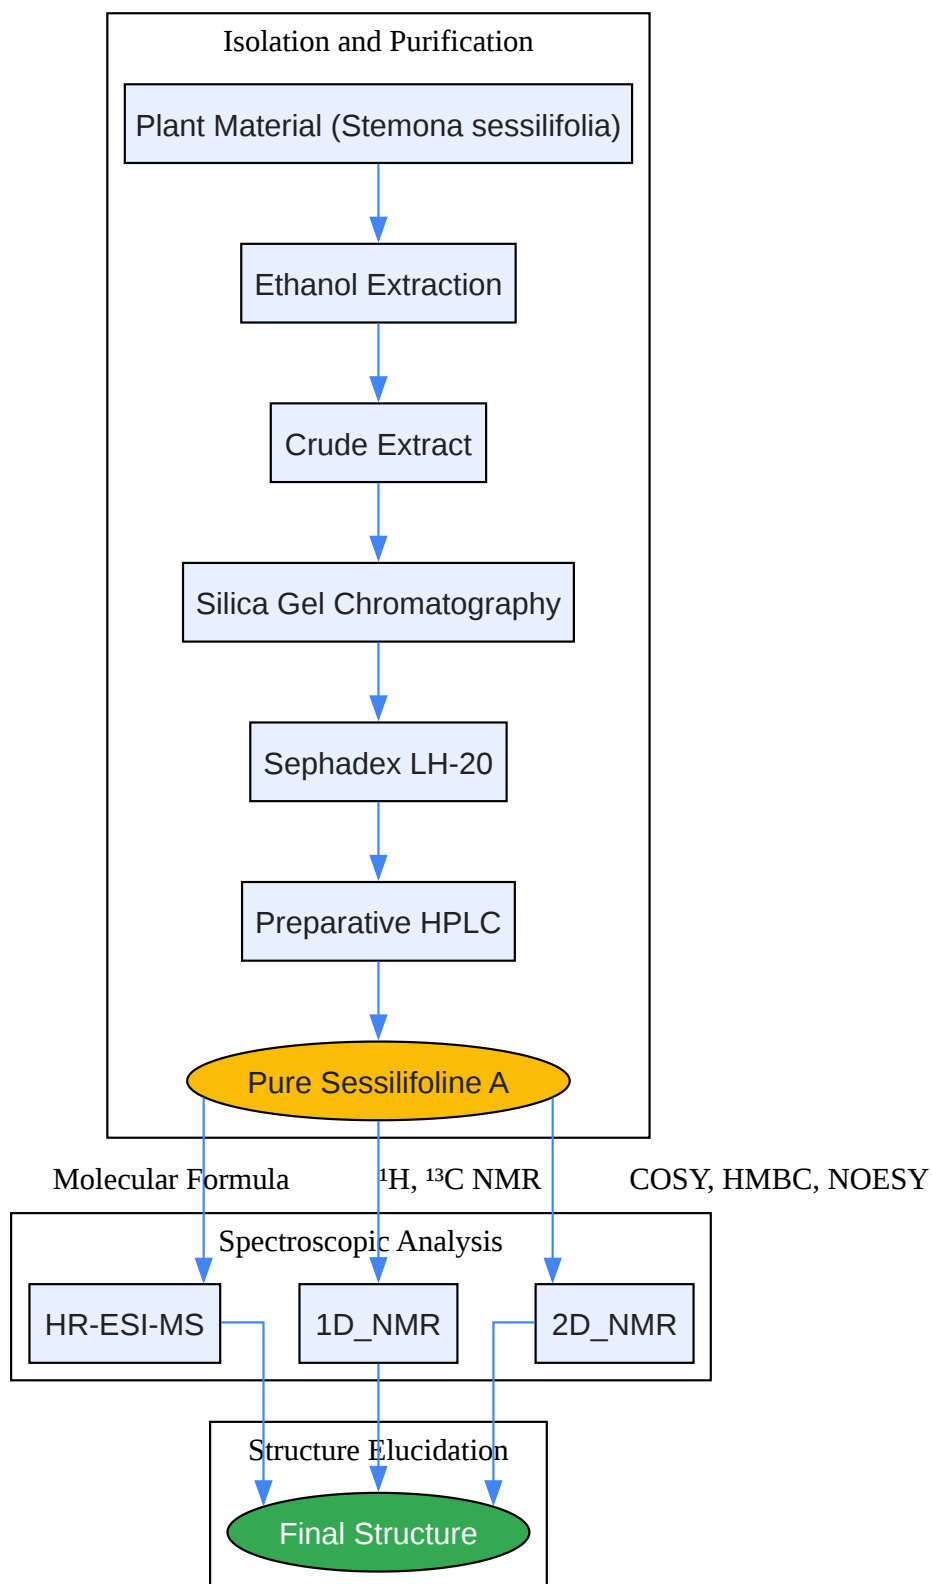 Isolation and Purification
Plant Material (Stemona sessilifolia)
Ethanol Extraction
Crude Extract
Silica Gel Chromatography
Sephadex LH-20
Preparative HPLC
Pure Sessilifoline A
Molecular Formula
¹H, ¹³C NMR
COSY, HMBC, NOESY
Spectroscopic Analysis
HR-ESI-MS
1D_NMR
2D_NMR
Structure Elucidation
Final Structure